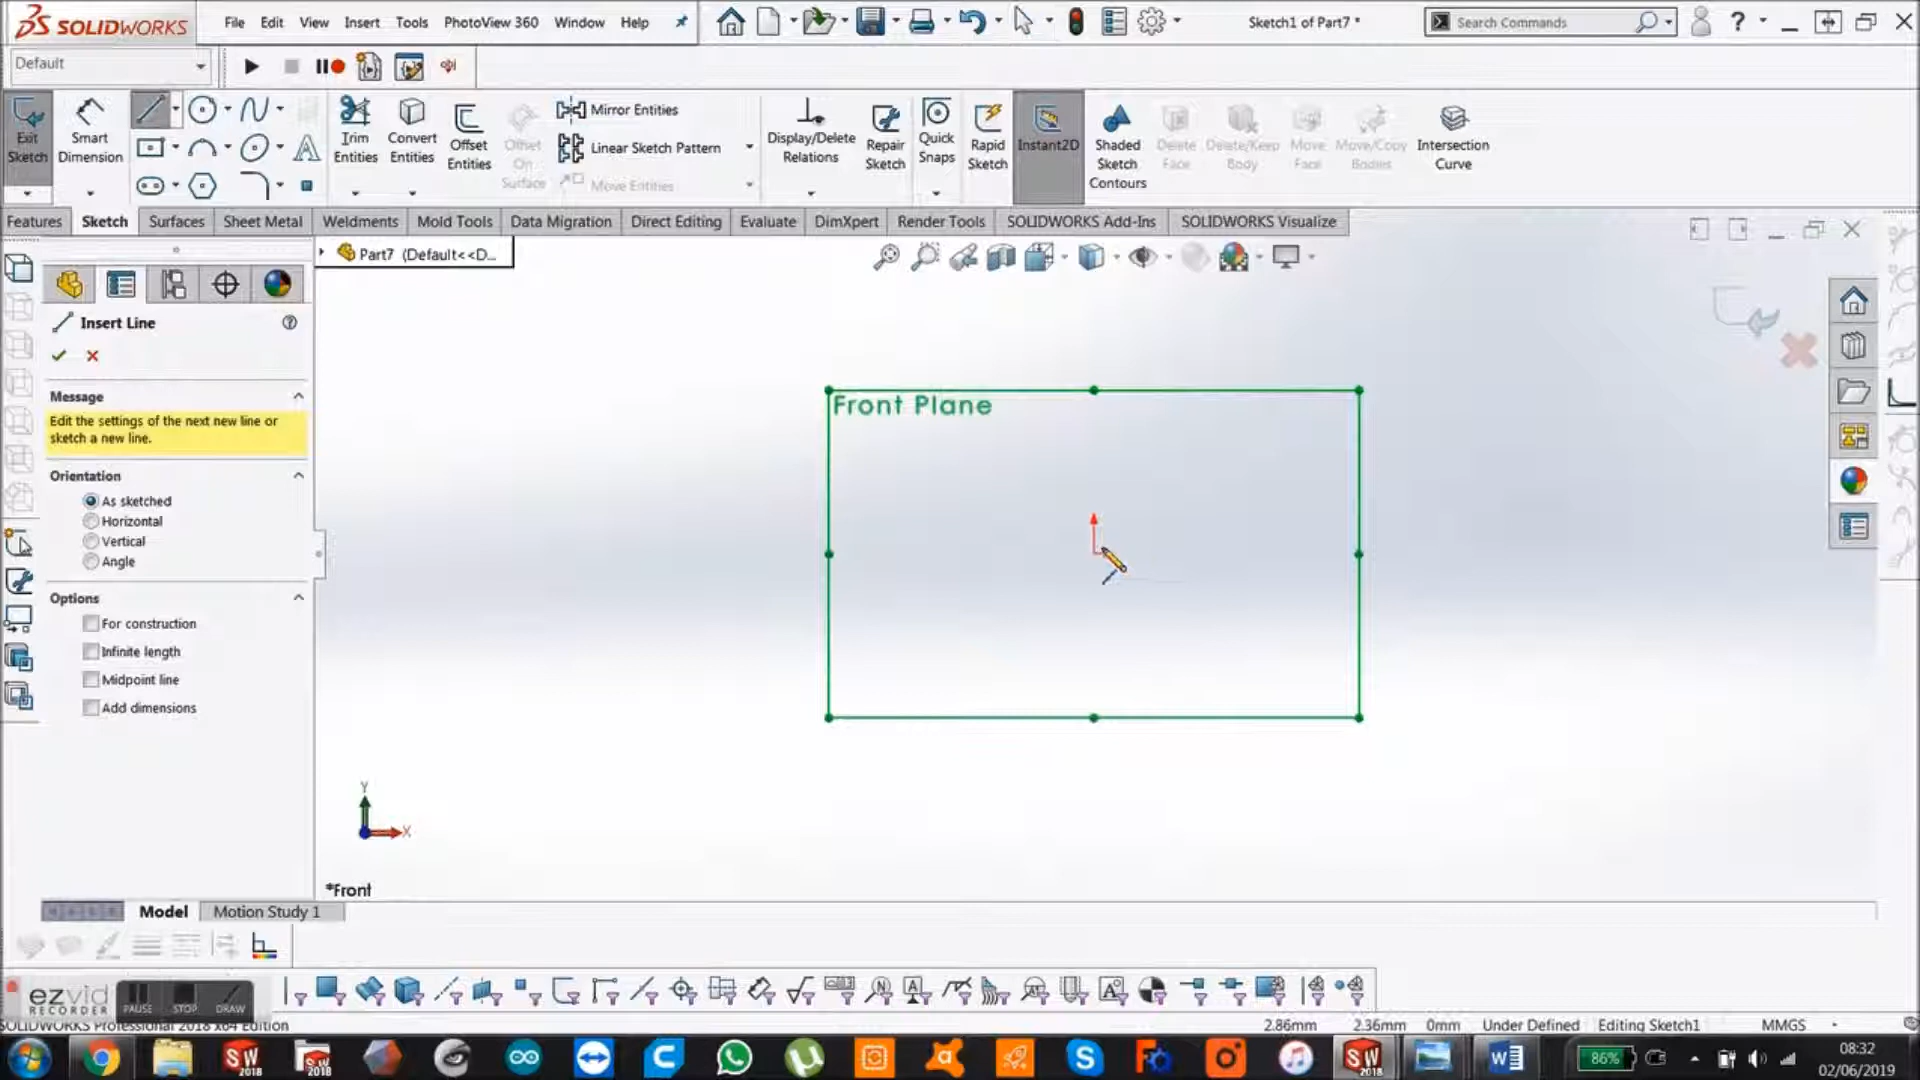 SOLIDWORKS
File Edit View Insert Tools PhotoView 360 Window Help
Sketch1 of Part7 *
Search Commands
Default
Exit Sketch
Smart Dimension
Trim Entities
Convert Entities
Offset Entities
Offset On Surface
Mirror Entities
Linear Sketch Pattern
Move Entities
Display/Delete Relations
Repair Sketch
Quick Snaps
Rapid Sketch
Instant2D
Shaded Sketch Contours
Delete Face
Delete/Keep Body
Move Face
Move/Copy Bodies
Intersection Curve
Features Sketch Surfaces Sheet Metal Weldments Mold Tools Data Migration Direct Editing Evaluate DimXpert Render Tools SOLIDWORKS Add-Ins SOLIDWORKS Visualize
Part7 (Default<<D...
Insert Line
Message
Edit the settings of the next new line or
sketch a new line.
Orientation
As sketched
Horizontal
Vertical
Angle
Options
For construction
Infinite length
Midpoint line
Add dimensions
Front Plane
Y
X
*Front
Model Motion Study 1
ezvid
RECORDER
PAUSE STOP DRAW
SOLIDWORKS Professional 2018 x64 Edition
2.86mm 2.36mm 0mm Under Defined Editing Sketch1 MMGS
86%
08:32
02/06/2019